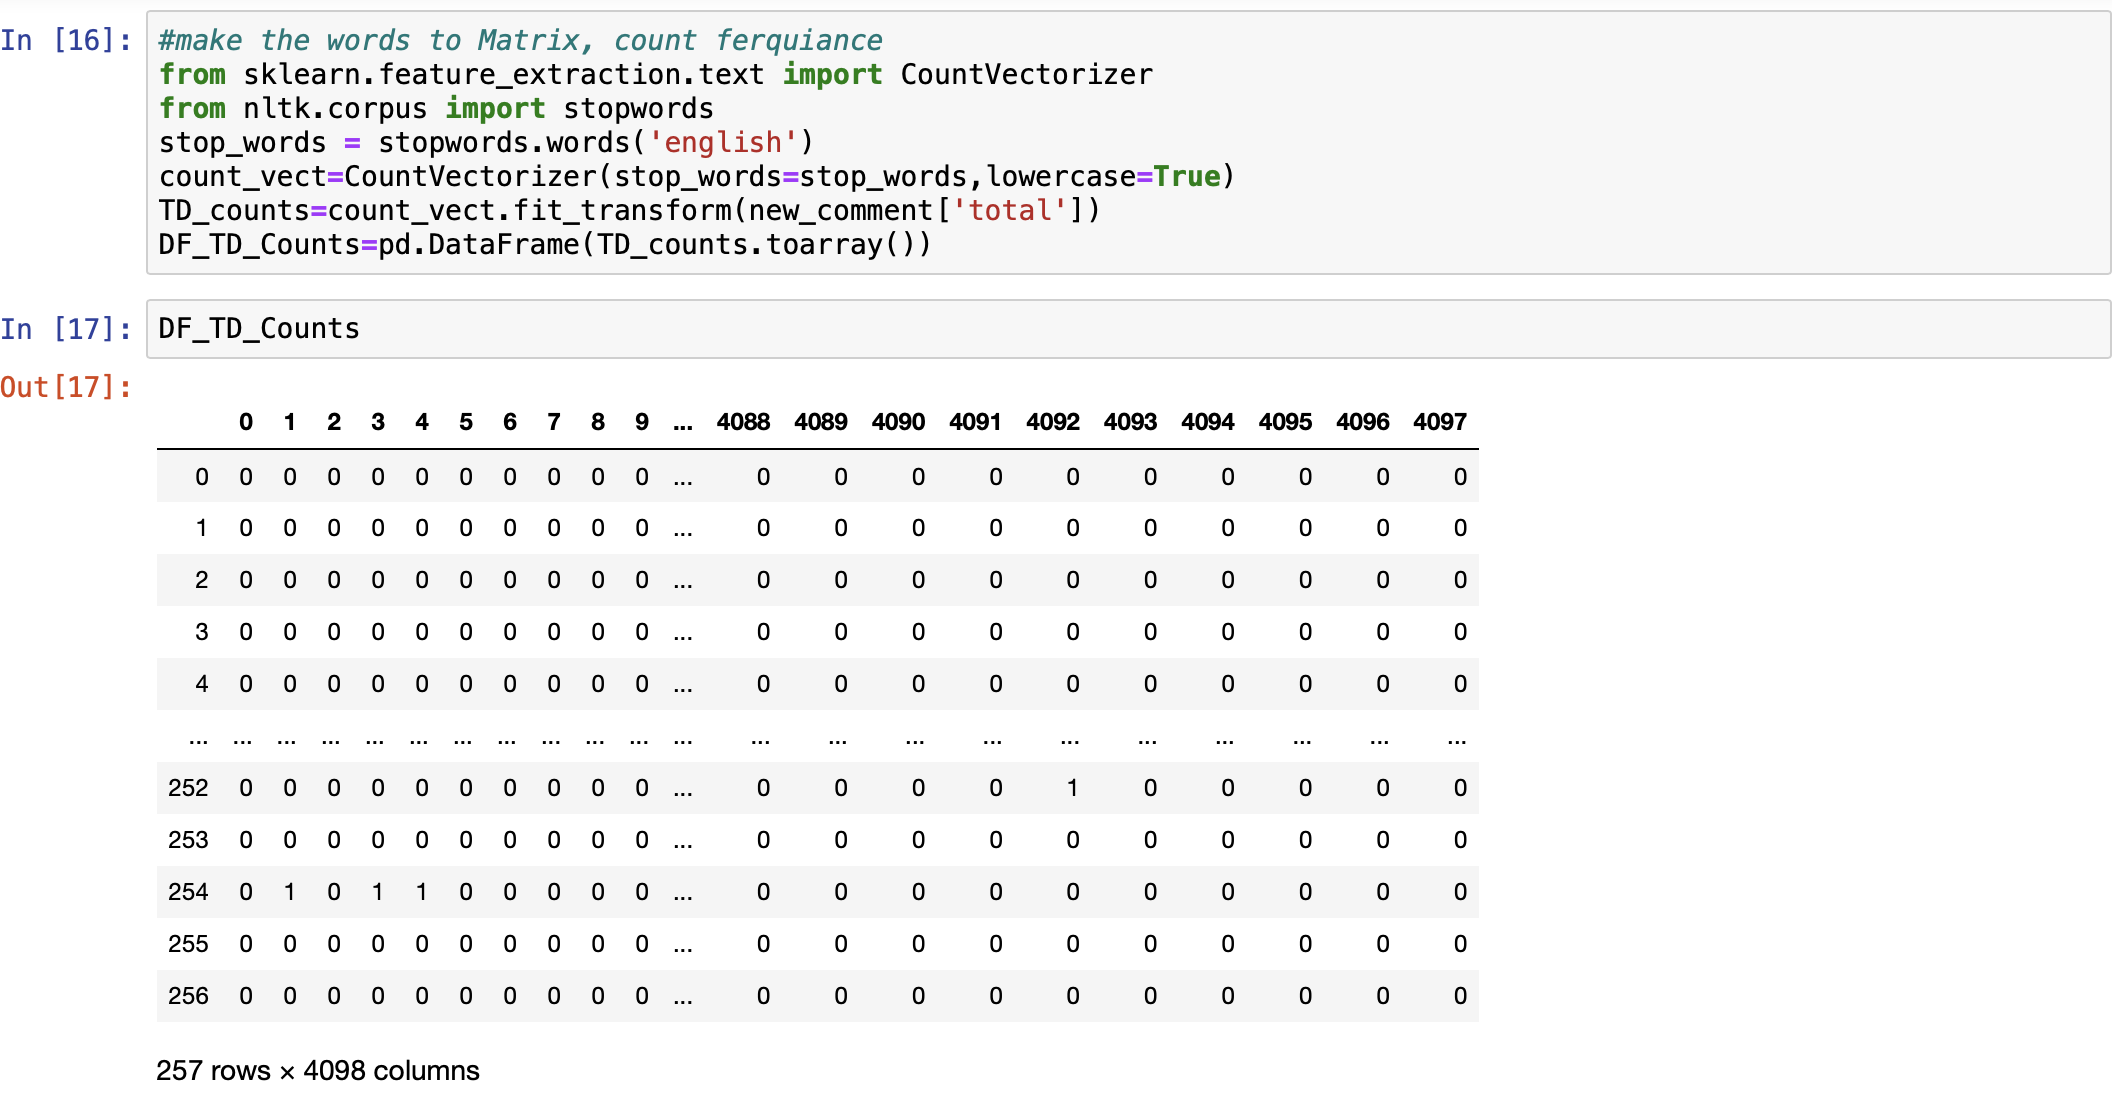 In [16]: #make the words to Matrix, count ferquiance
from sklearn.feature_extraction.text import CountVectorizer
from nltk.corpus import stopwords
stop_words = stopwords.words('english')
count_vect=CountVectorizer(stop_words=stop_words,lowercase=True)
TD_counts=count_vect.fit_transform(new_comment['total'])
DF_TD_Counts=pd.DataFrame(TD_counts.toarray())
In [17]: DF_TD_Counts
Out[17]:
0 1 2 3 4 5 6 7 8 9 ... 4088 4089 4090 4091 4092 4093 4094 4095 4096 4097
0 0 0 0 0 0 0 0 0 0 0 ... 0 0 0 0 0 0 0 0 0 0
1 0 0 0 0 0 0 0 0 0 0 ... 0 0 0 0 0 0 0 0 0 0
2 0 0 0 0 0 0 0 0 0 0 ... 0 0 0 0 0 0 0 0 0 0
3 0 0 0 0 0 0 0 0 0 0 ... 0 0 0 0 0 0 0 0 0 0
4 0 0 0 0 0 0 0 0 0 0 ... 0 0 0 0 0 0 0 0 0 0
... ... ... ... ... ... ... ... ... ... ... ... ... ... ... ... ... ... ... ... ... ...
252 0 0 0 0 0 0 0 0 0 0 ... 0 0 0 0 1 0 0 0 0 0
253 0 0 0 0 0 0 0 0 0 0 ... 0 0 0 0 0 0 0 0 0 0
254 0 1 0 1 1 0 0 0 0 0 ... 0 0 0 0 0 0 0 0 0 0
255 0 0 0 0 0 0 0 0 0 0 ... 0 0 0 0 0 0 0 0 0 0
256 0 0 0 0 0 0 0 0 0 0 ... 0 0 0 0 0 0 0 0 0 0
257 rows × 4098 columns